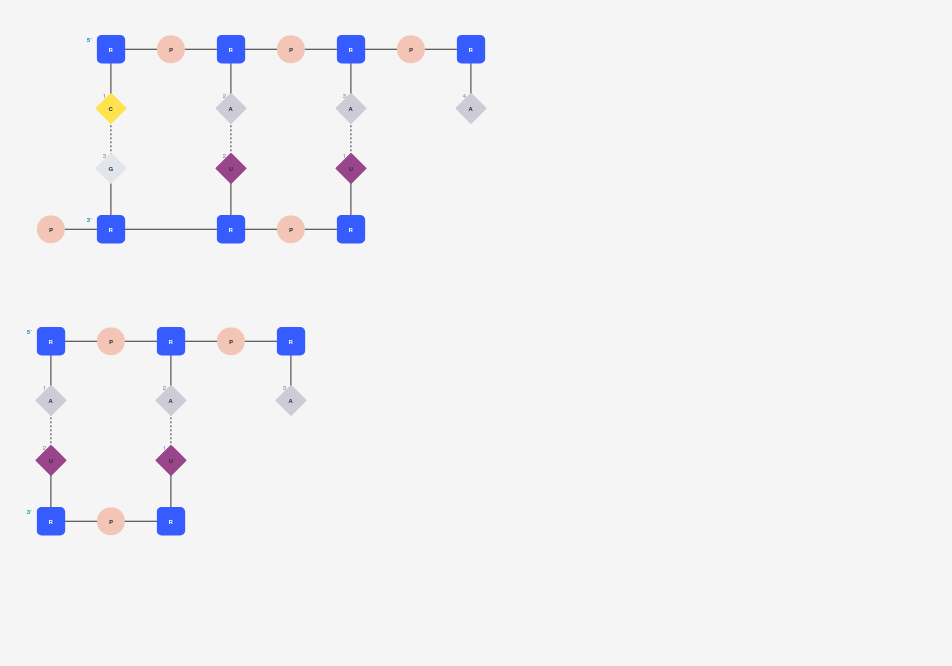 5'
R P R P R P R
1 2 3 4
C A A A
3 2 1
G U U
3'
P R R P R
5'
R P R P R
1 2 3
A A A
2 1
U U
3'
R P R